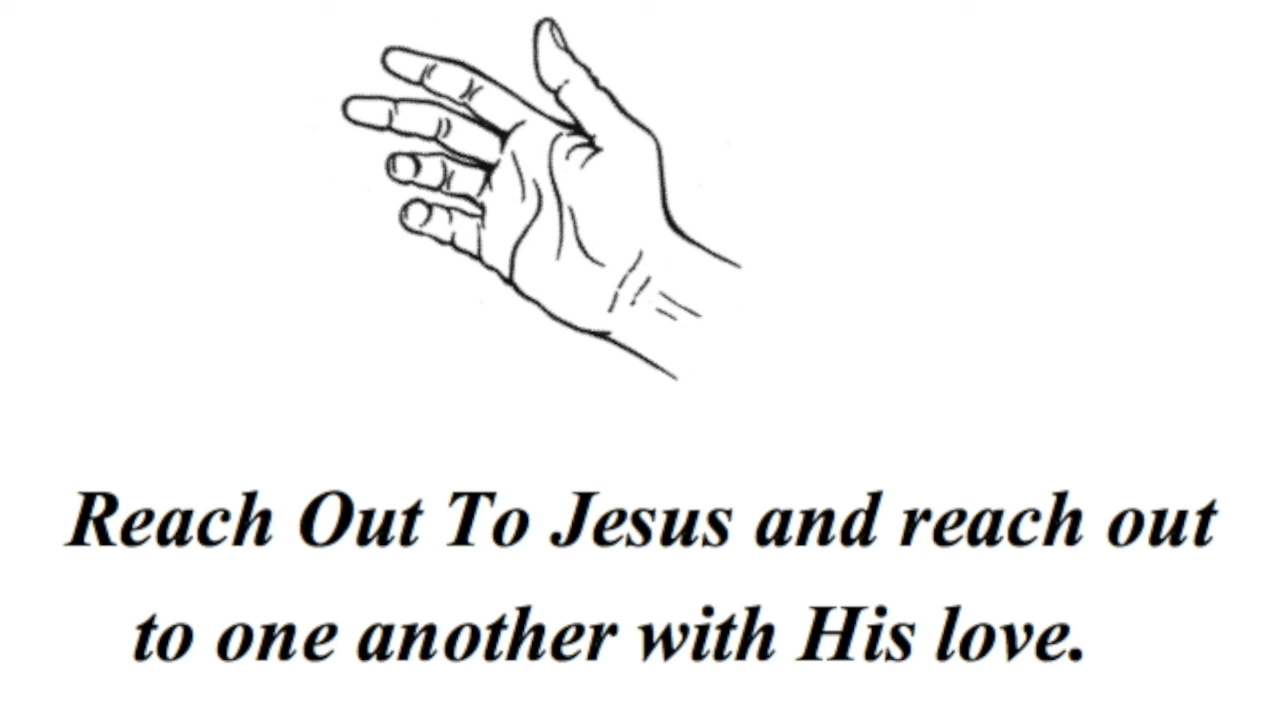 Reach Out To Jesus and reach out
to one another with His love.